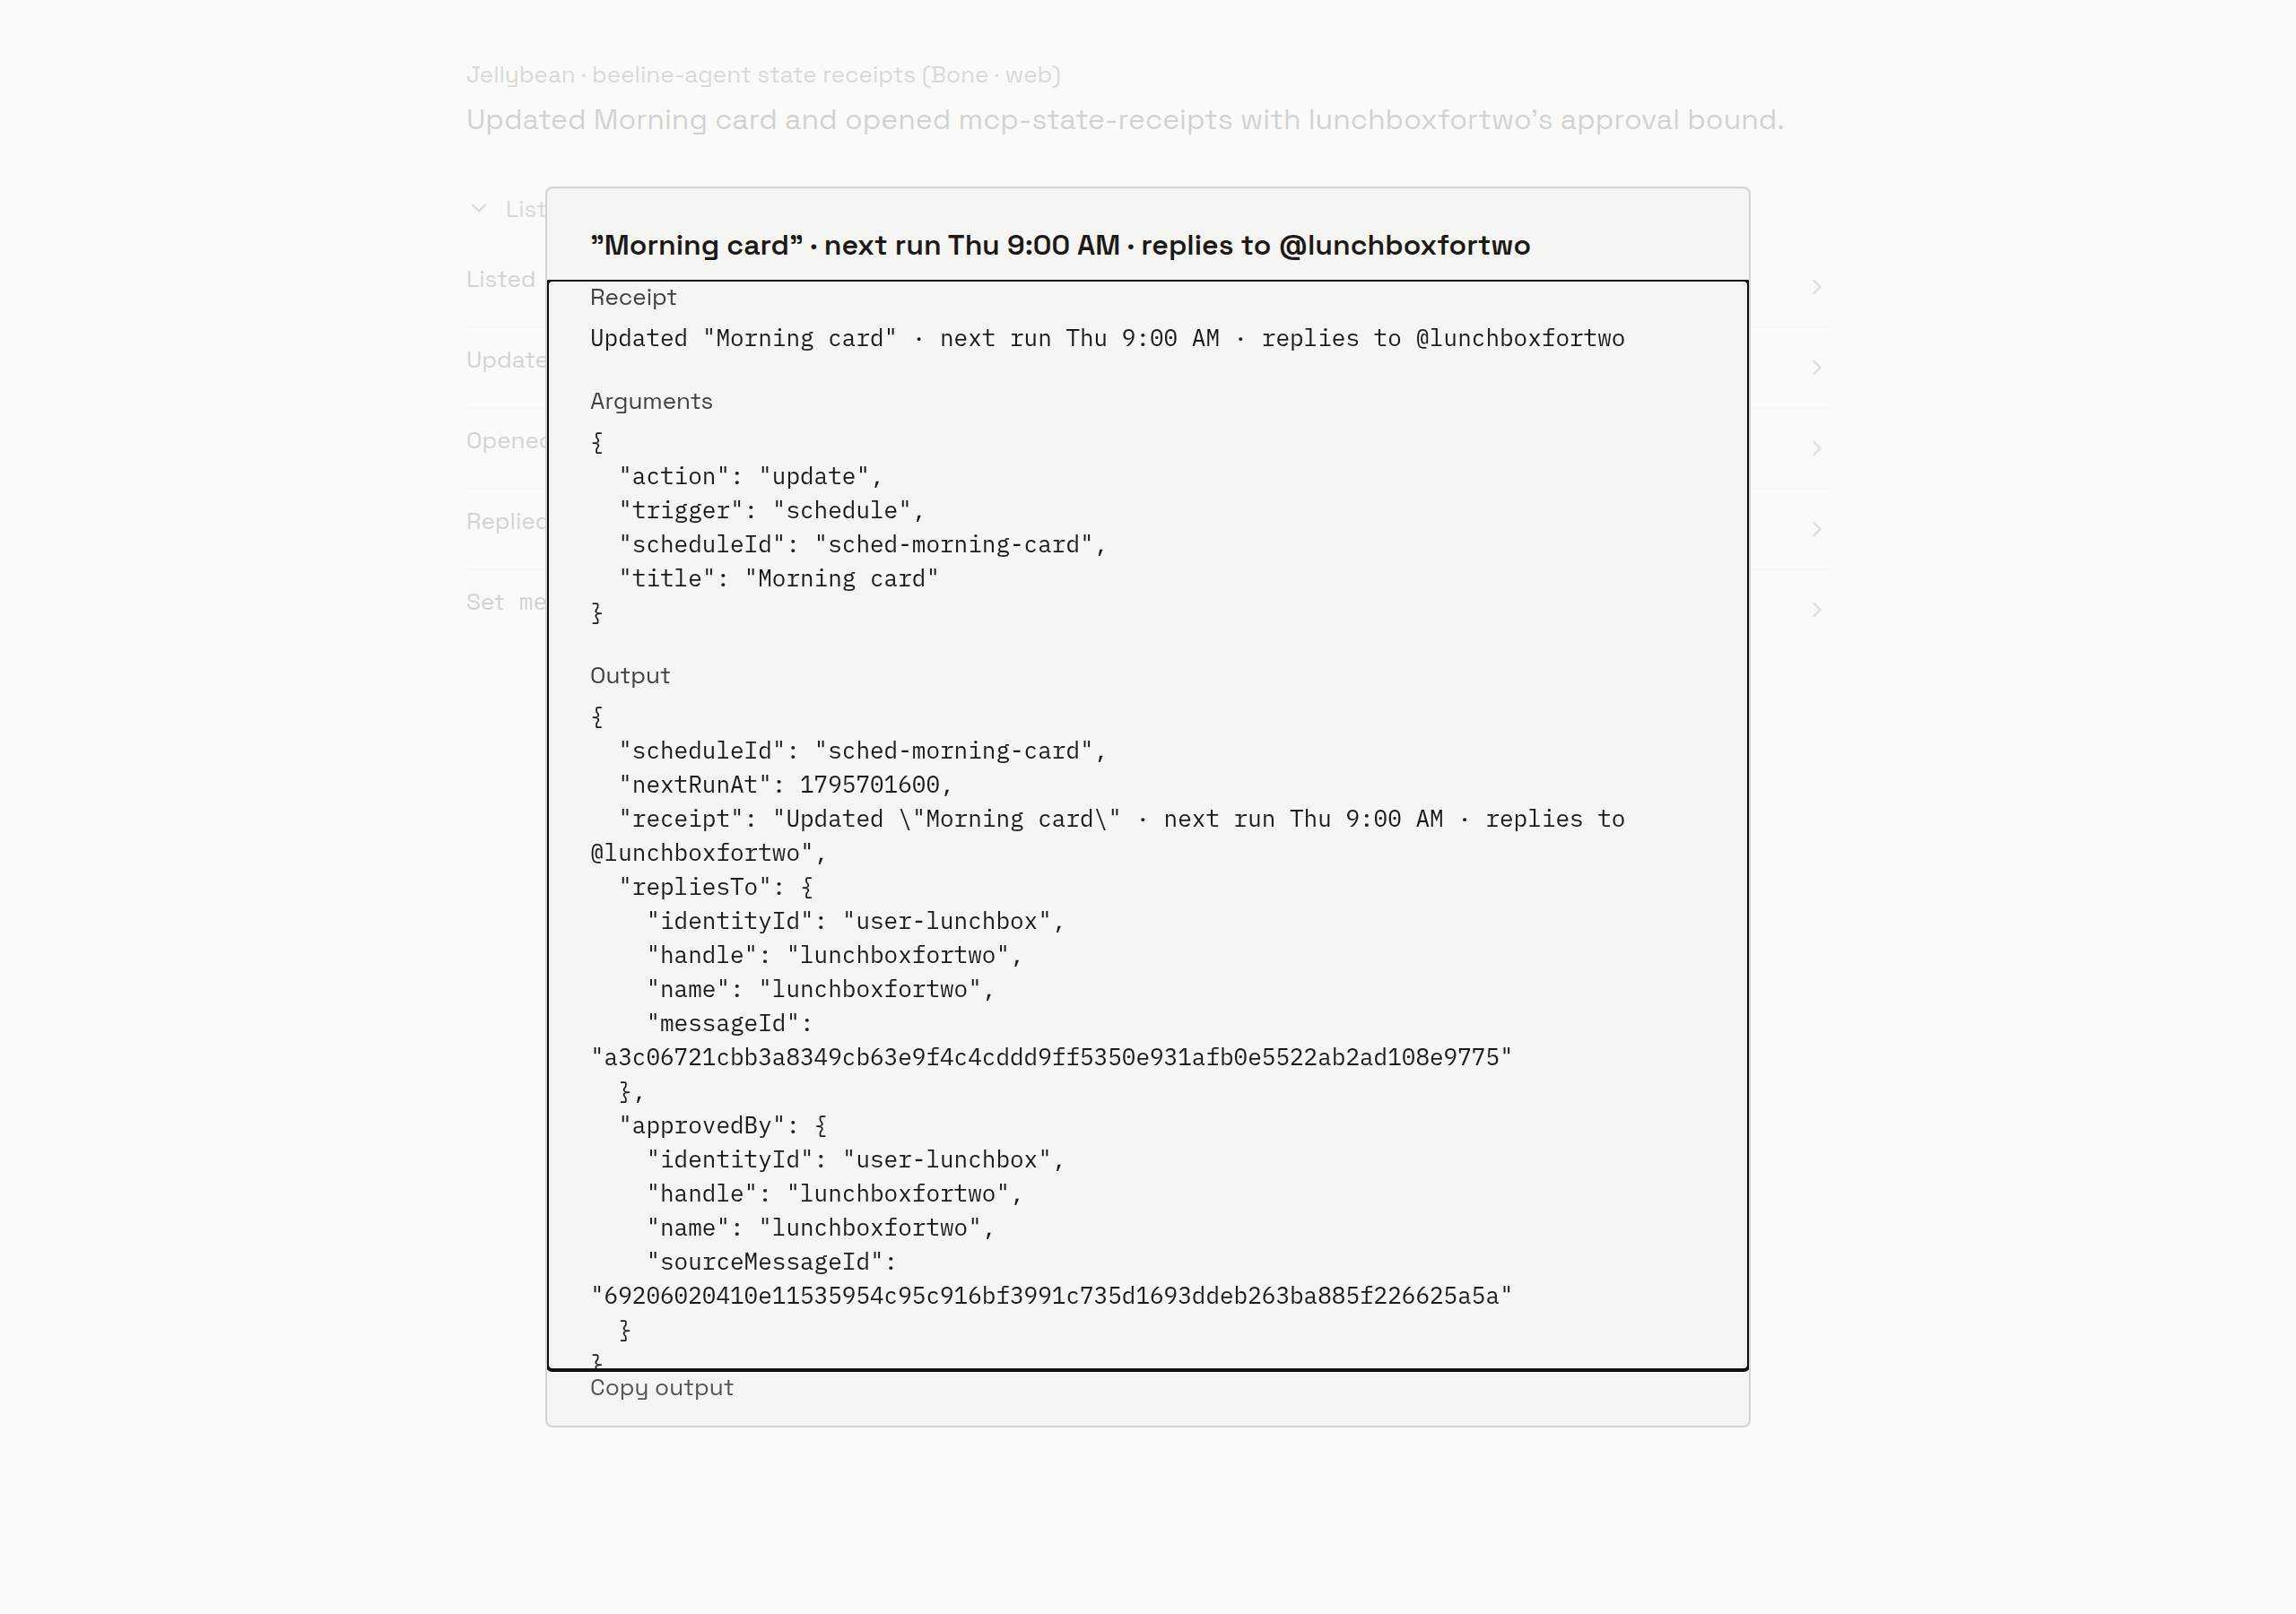 Jellybean · beeline-agent state receipts (Bone · web)
Updated Morning card and opened mcp-state-receipts with lunchboxfortwo’s approval bound.
List
”Morning card” · next run Thu 9:00 AM · replies to @lunchboxfortwo
Listed
Receipt
Updated "Morning card" · next run Thu 9:00 AM · replies to @lunchboxfortwo
Update
Arguments
Opened
{
"action": "update",
"trigger": "schedule",
Replied
"scheduleId": "sched-morning-card",
"title": "Morning card"
Set me
}
Output
{
"scheduleId": "sched-morning-card",
"nextRunAt": 1795701600,
"receipt": "Updated \"Morning card\" · next run Thu 9:00 AM · replies to
@lunchboxfortwo",
"repliesTo": {
"identityId": "user-lunchbox",
"handle": "lunchboxfortwo",
"name": "lunchboxfortwo",
"messageId":
"a3c06721cbb3a8349cb63e9f4c4cddd9ff5350e931afb0e5522ab2ad108e9775"
},
"approvedBy": {
"identityId": "user-lunchbox",
"handle": "lunchboxfortwo",
"name": "lunchboxfortwo",
"sourceMessageId":
"69206020410e11535954c95c916bf3991c735d1693ddeb263ba885f226625a5a"
}
}
Copy output